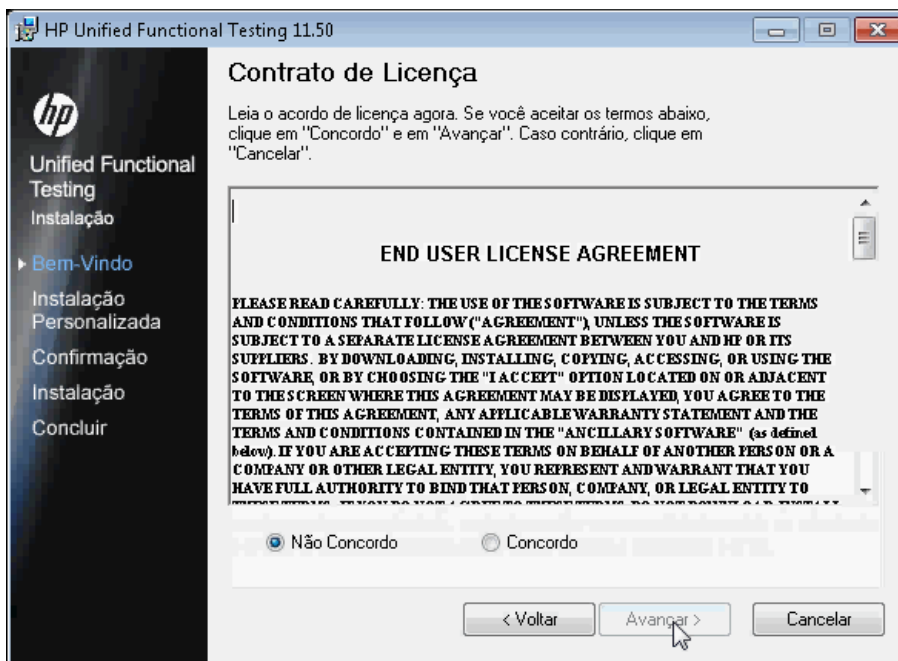 HP Unified Functional Testing 11.50
hp
Unified Functional
Testing
Instalação
Bem-Vindo
Instalação
Personalizada
Confirmação
Instalação
Concluir
Contrato de Licença
Leia o acordo de licença agora. Se você aceitar os termos abaixo,
clique em "Concordo" e em "Avançar". Caso contrário, clique em
"Cancelar".
END USER LICENSE AGREEMENT
PLEASE READ CAREFULLY: THE USE OF THE SOFTWARE IS SUBJECT TO THE TERMS
AND CONDITIONS THAT FOLLOW ("AGREEMENT"), UNLESS THE SOFTWARE IS
SUBJECT TO A SEPARATE LICENSE AGREEMENT BETWEEN YOU AND HP OR ITS
SUPPLIERS. BY DOWNLOADING, INSTALLING, COPYING, ACCESSING, OR USING THE
SOFTWARE, OR BY CHOOSING THE "I ACCEPT" OPTION LOCATED ON OR ADJACENT
TO THE SCREEN WHERE THIS AGREEMENT MAY BE DISPLAYED, YOU AGREE TO THE
TERMS OF THIS AGREEMENT, ANY APPLICABLE WARRANTY STATEMENT AND THE
TERMS AND CONDITIONS CONTAINED IN THE "ANCILLARY SOFTWARE" (as defined
below). IF YOU ARE ACCEPTING THESE TERMS ON BEHALF OF ANOTHER PERSON OR A
COMPANY OR OTHER LEGAL ENTITY, YOU REPRESENT AND WARRANT THAT YOU
HAVE FULL AUTHORITY TO BIND THAT PERSON, COMPANY, OR LEGAL ENTITY TO
Não Concordo
Concordo
< Voltar
Avançar >
Cancelar